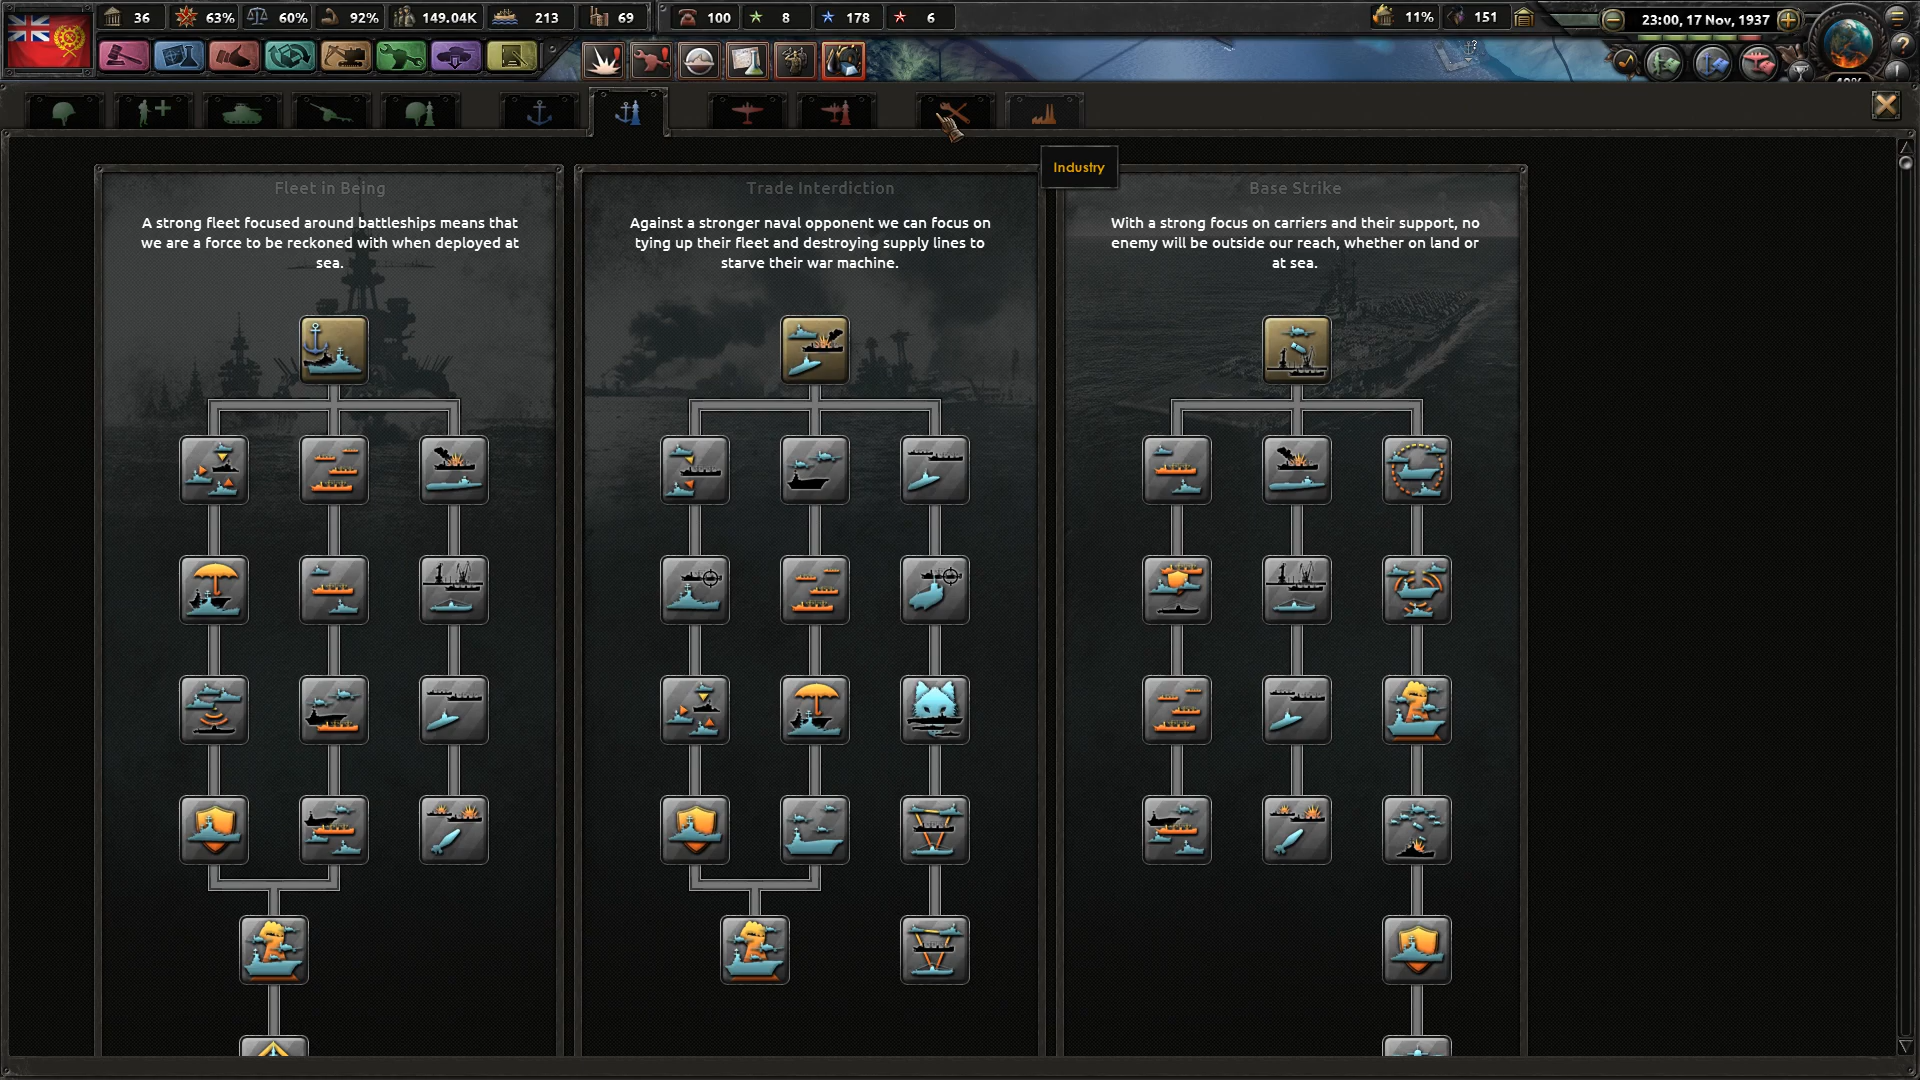 36
63%
60%
92%
149.04K
213
69
100
8
178
6
11%
151
23:00, 17 Nov, 1937
Industry
Fleet in Being
A strong fleet focused around battleships means that
we are a force to be reckoned with when deployed at
sea.
Trade Interdiction
Against a stronger naval opponent we can focus on
tying up their fleet and destroying supply lines to
starve their war machine.
Base Strike
With a strong focus on carriers and their support, no
enemy will be outside our reach, whether on land or
at sea.